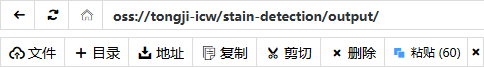 oss://tongji-icw/stain-detection/output/
文件 目录 地址 复制 剪切 删除 粘贴 (60)